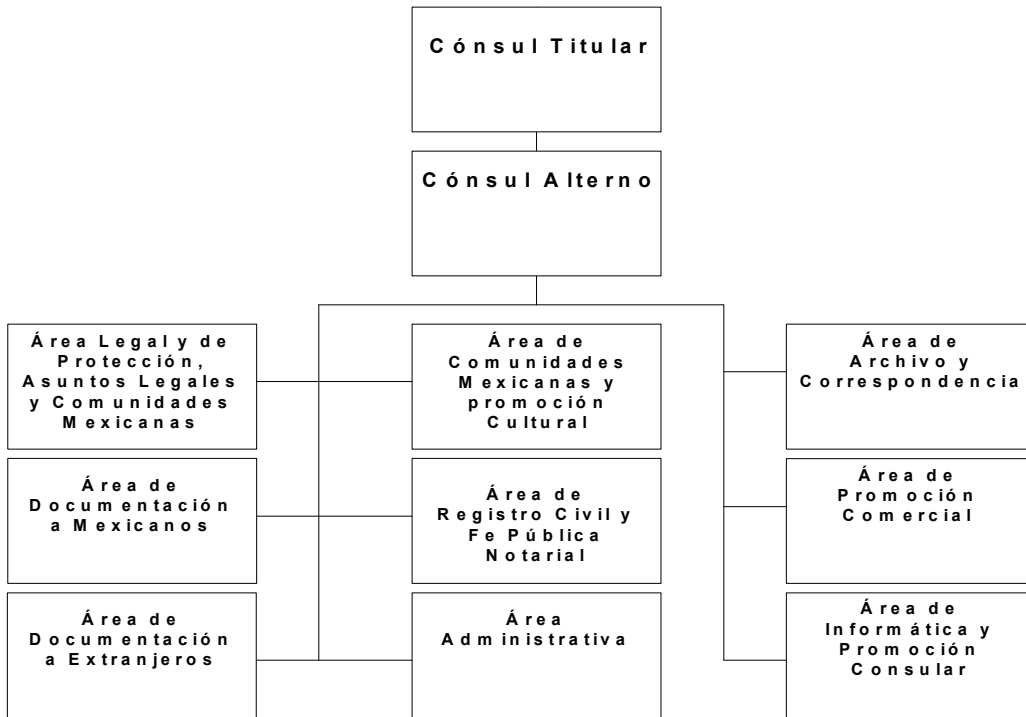 Cónsul Titular
Cónsul Alterno
Área Legal y de
Protección,
Asuntos Legales
y Comunidades
Mexicanas
Área de
Comunidades
Mexicanas y
promoción
Cultural
Área de
Archivo y
Correspondencia
Área de
Documentación
a Mexicanos
Área de
Registro Civil y
Fe Pública
Notarial
Área de
Promoción
Comercial
Área de
Documentación
a Extranjeros
Área
Administrativa
Área de
Informática y
Promoción
Consular